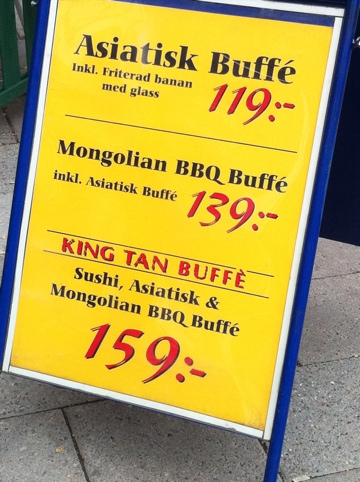 Asiatisk Buffé
Inkl. Friterad banan
med glass
119:-
Mongolian BBQ Buffé
inkl. Asiatisk Buffé
139:-
KING TAN BUFFÈ
Sushi, Asiatisk &
Mongolian BBQ Buffé
159:-